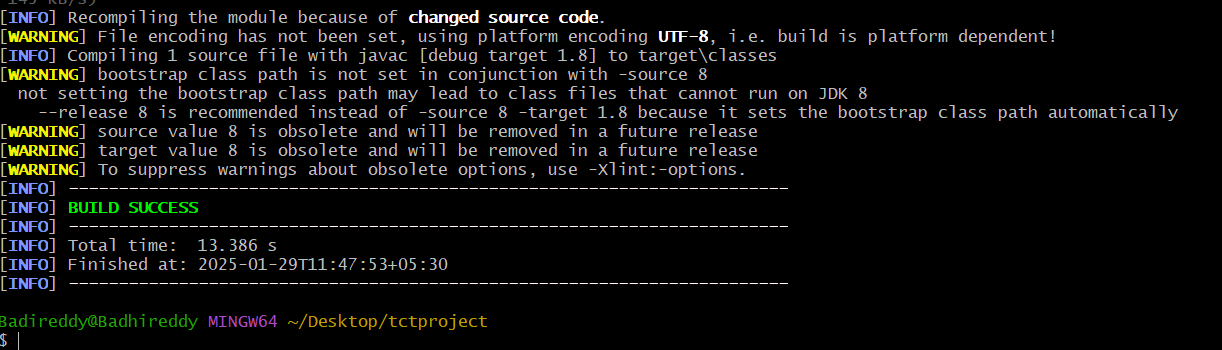 [INFO] Recompiling the module because of changed source code.
[WARNING] File encoding has not been set, using platform encoding UTF-8, i.e. build is platform dependent!
[INFO] Compiling 1 source file with javac [debug target 1.8] to target\classes
[WARNING] bootstrap class path is not set in conjunction with -source 8
  not setting the bootstrap class path may lead to class files that cannot run on JDK 8
    --release 8 is recommended instead of -source 8 -target 1.8 because it sets the bootstrap class path automatically
[WARNING] source value 8 is obsolete and will be removed in a future release
[WARNING] target value 8 is obsolete and will be removed in a future release
[WARNING] To suppress warnings about obsolete options, use -Xlint:-options.
[INFO] ------------------------------------------------------------------------
[INFO] BUILD SUCCESS
[INFO] ------------------------------------------------------------------------
[INFO] Total time:  13.386 s
[INFO] Finished at: 2025-01-29T11:47:53+05:30
[INFO] ------------------------------------------------------------------------
Badireddy@Badhireddy MINGW64 ~/Desktop/tctproject
$